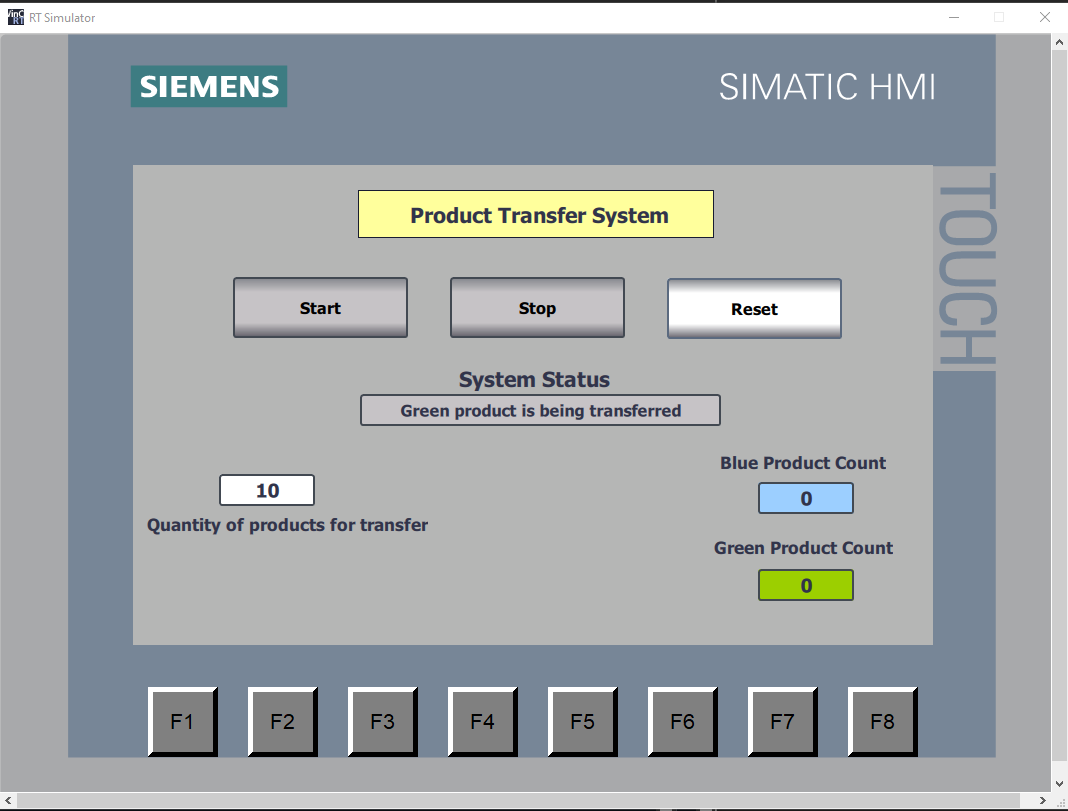 RT Simulator
SIEMENS
SIMATIC HMI
TOUCH
Product Transfer System
Start
Stop
Reset
System Status
Green product is being transferred
10
Quantity of products for transfer
Blue Product Count
0
Green Product Count
0
F1
F2
F3
F4
F5
F6
F7
F8